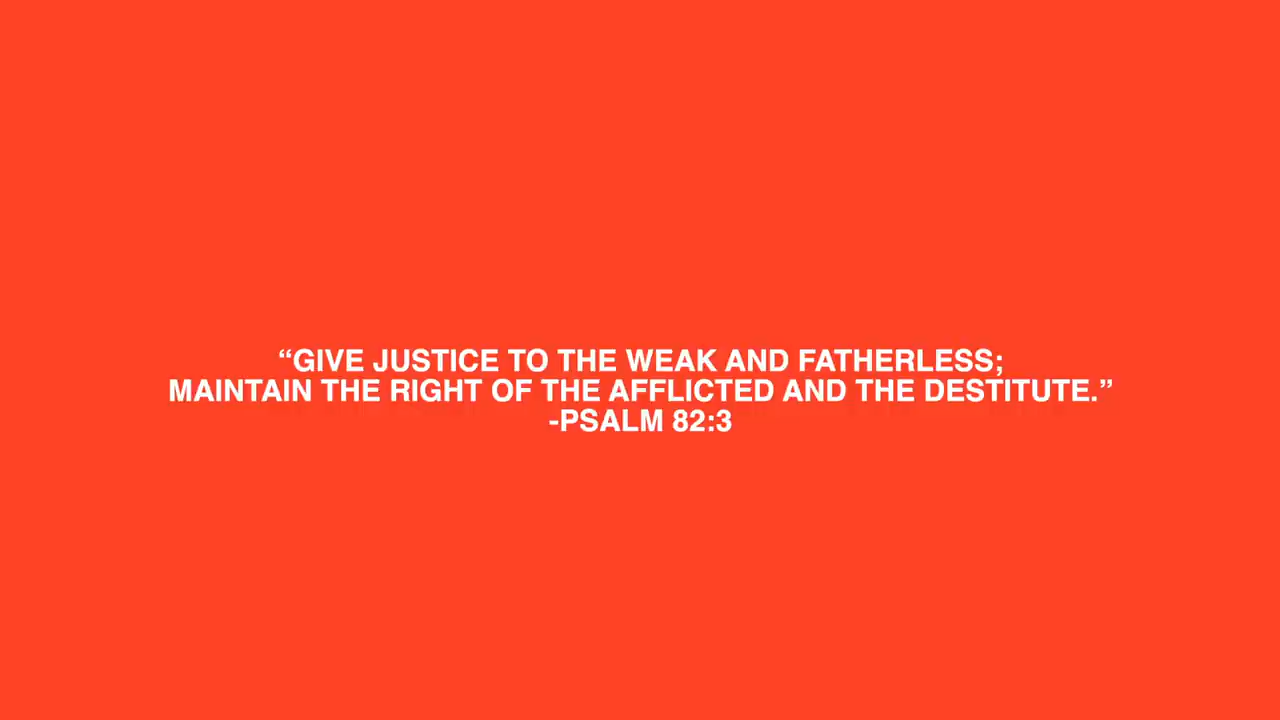 “GIVE JUSTICE TO THE WEAK AND FATHERLESS;
MAINTAIN THE RIGHT OF THE AFFLICTED AND THE DESTITUTE.”
-PSALM 82:3